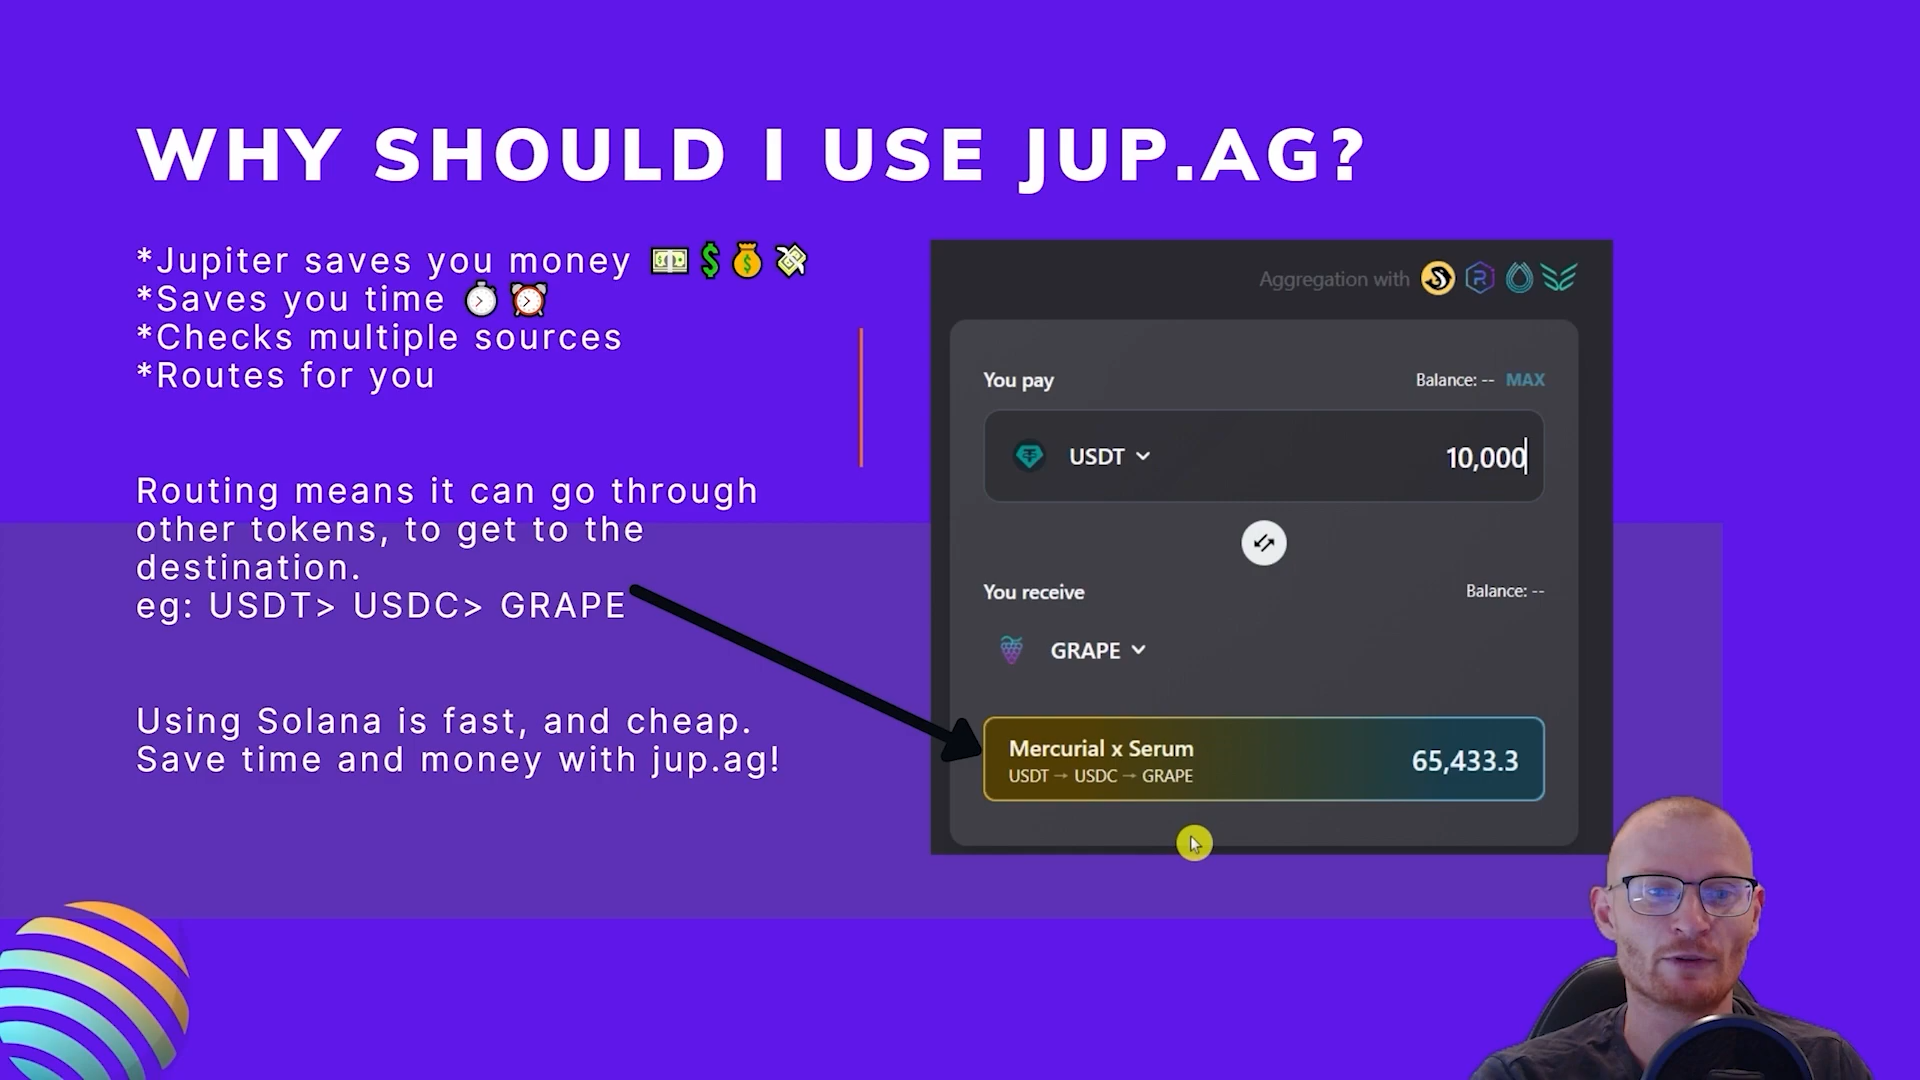 WHY SHOULD I USE JUP.AG?
*Jupiter saves you money 💵💲💰💸
*Saves you time ⏱️⏰
*Checks multiple sources
*Routes for you
Routing means it can go through
other tokens, to get to the
destination.
eg: USDT> USDC> GRAPE
Using Solana is fast, and cheap.
Save time and money with jup.ag!
Aggregation with
You pay
Balance: -- MAX
USDT
10,000
You receive
Balance: --
GRAPE
Mercurial x Serum
USDT → USDC → GRAPE
65,433.3